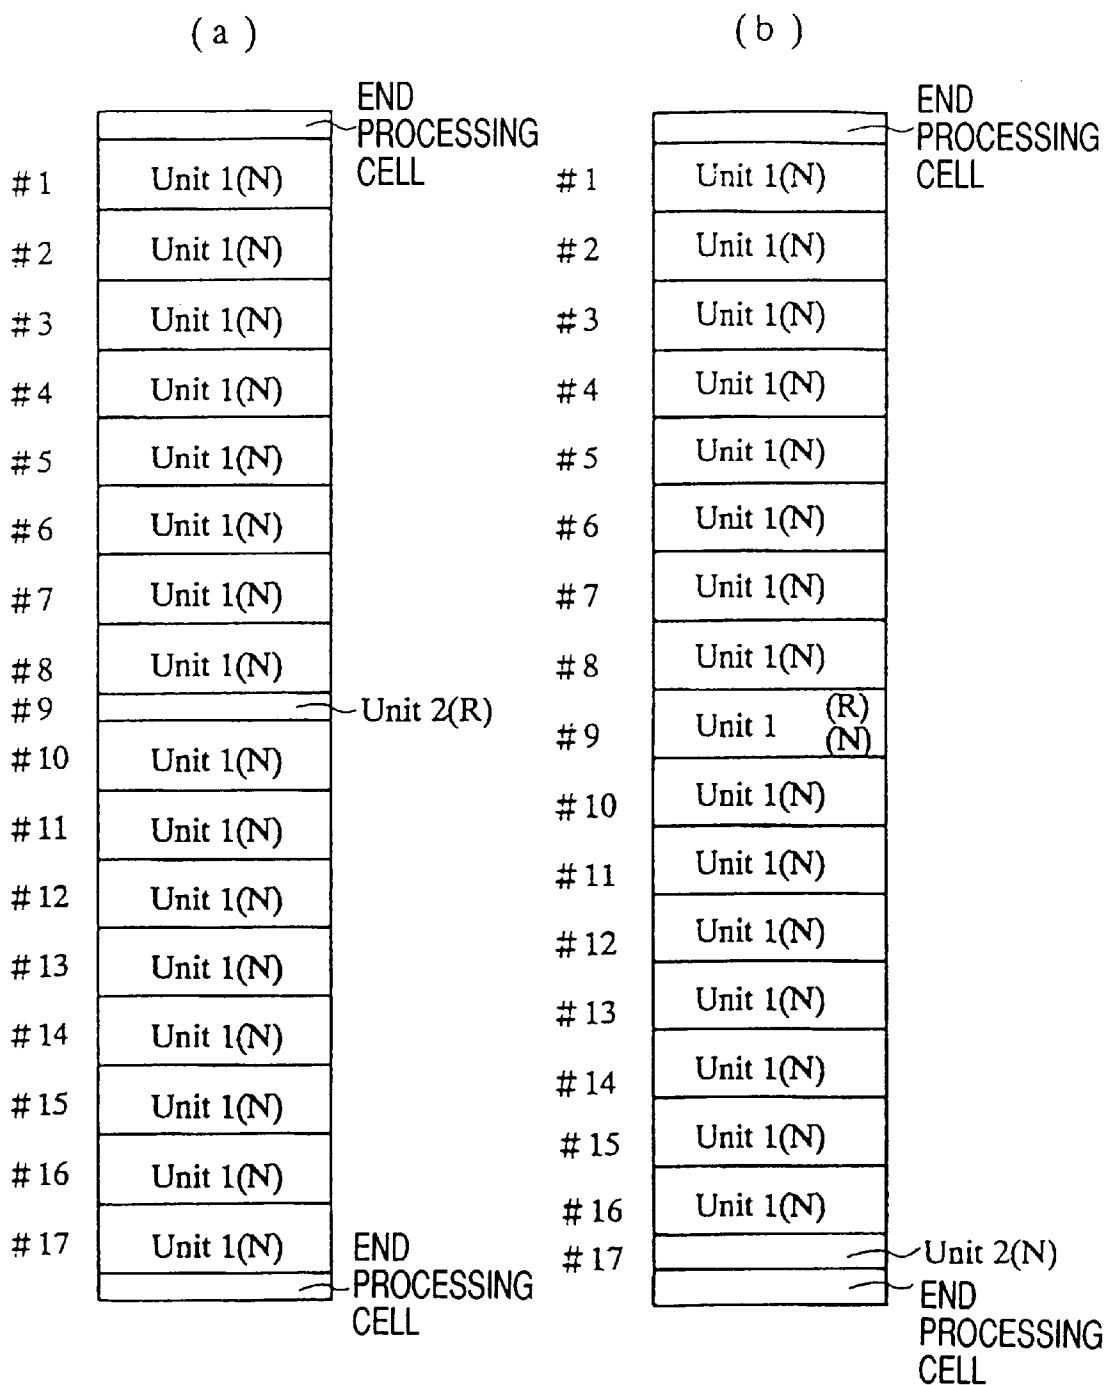 (a)
END
PROCESSING
CELL
#1 Unit 1(N)
#2 Unit 1(N)
#3 Unit 1(N)
#4 Unit 1(N)
#5 Unit 1(N)
#6 Unit 1(N)
#7 Unit 1(N)
#8 Unit 1(N)
#9 Unit 2(R)
#10 Unit 1(N)
#11 Unit 1(N)
#12 Unit 1(N)
#13 Unit 1(N)
#14 Unit 1(N)
#15 Unit 1(N)
#16 Unit 1(N)
#17 Unit 1(N)
END
PROCESSING
CELL
(b)
END
PROCESSING
CELL
#1 Unit 1(N)
#2 Unit 1(N)
#3 Unit 1(N)
#4 Unit 1(N)
#5 Unit 1(N)
#6 Unit 1(N)
#7 Unit 1(N)
#8 Unit 1(N)
#9 Unit 1 (R)
(N)
#10 Unit 1(N)
#11 Unit 1(N)
#12 Unit 1(N)
#13 Unit 1(N)
#14 Unit 1(N)
#15 Unit 1(N)
#16 Unit 1(N)
#17 Unit 2(N)
END
PROCESSING
CELL